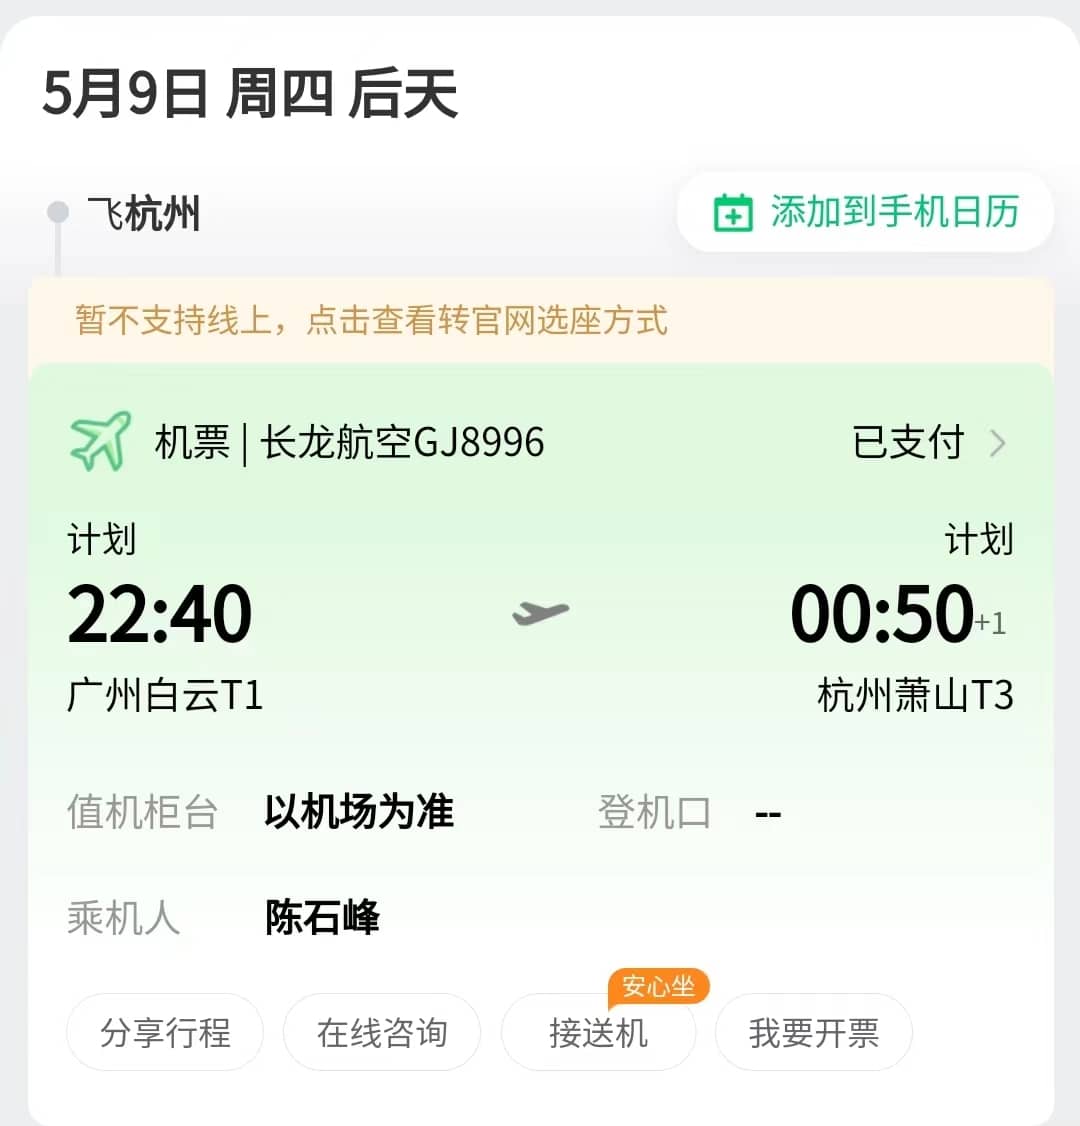 5月9日 周四 后天
飞杭州
添加到手机日历
暂不支持线上，点击查看转官网选座方式
机票 | 长龙航空GJ8996
已支付
计划
计划
22:40
00:50+1
广州白云T1
杭州萧山T3
值机柜台 以机场为准
登机口 --
乘机人 陈石峰
安心坐
分享行程
在线咨询
接送机
我要开票